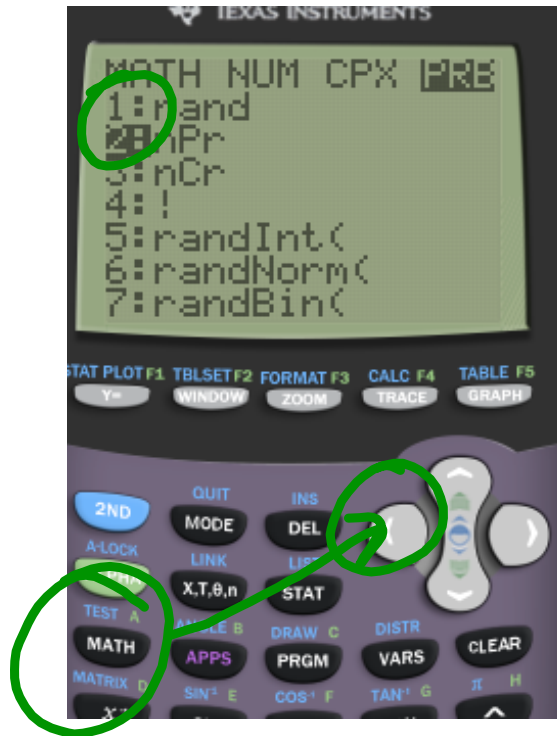 TEXAS INSTRUMENTS
MATH NUM CPX PRB
1:rand
2:nPr
3:nCr
4:!
5:randInt(
6:randNorm(
7:randBin(
STAT PLOT F1 TBLSET F2 FORMAT F3 CALC F4 TABLE F5
Y= WINDOW ZOOM TRACE GRAPH
QUIT INS
2ND MODE DEL
A-LOCK LINK LIST
ALPHA X,T,θ,n STAT
TEST A ANGLE B DRAW C DISTR
MATH APPS PRGM VARS CLEAR
MATRIX D SIN⁻¹ E COS⁻¹ F TAN⁻¹ G π H
^